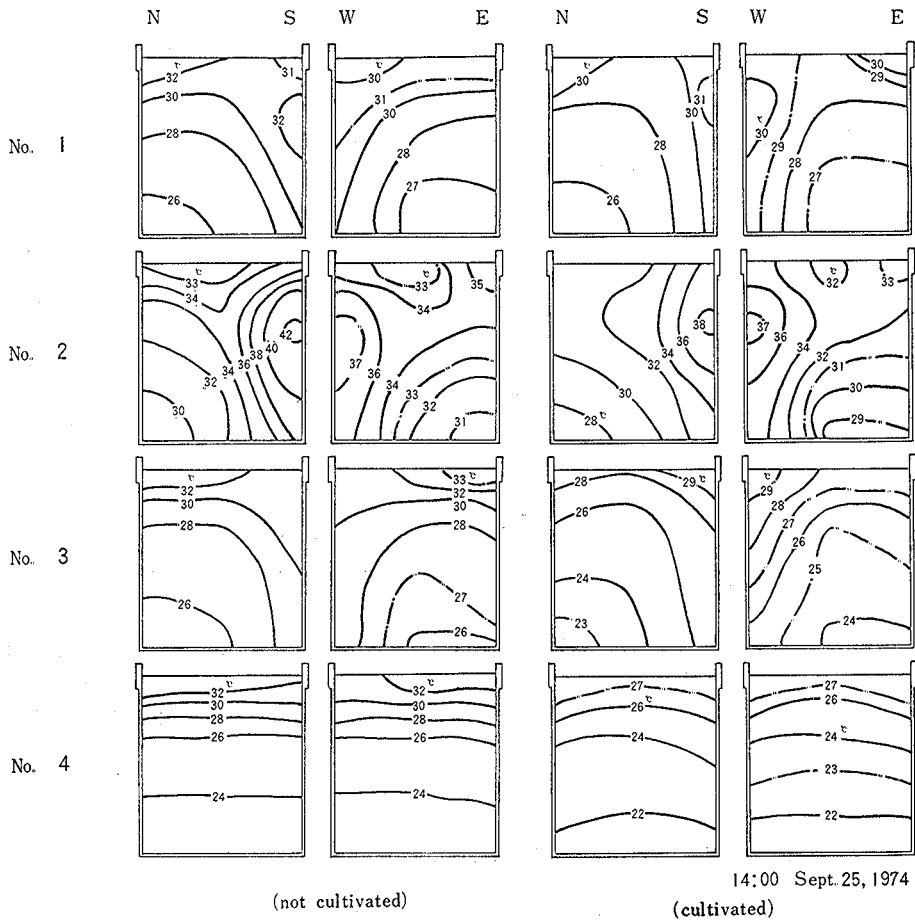 N S W E N S W E
No. 1
℃ 32 31 30 32 28 26
℃ 30 31 30 28 27
℃ 30 31 30 28 26
30 29 ℃ 30 29 28 27
No. 2
℃ 33 34 42 40 38 36 34 32 30
℃ 33 35 34 37 36 34 33 32 31
38 36 34 32 30 28 ℃
℃ 32 33 37 36 34 32 31 30 29
No. 3
℃ 32 30 28 26
℃ 33 32 30 28 27 26
28 29 ℃ 26 24 23
℃ 29 28 27 26 25 24
No. 4
℃ 32 30 28 26 24
℃ 32 30 28 26 24
27 ℃ 26 24 22
27 26 ℃ 24 23 22
14:00 Sept. 25, 1974
(not cultivated)
(cultivated)